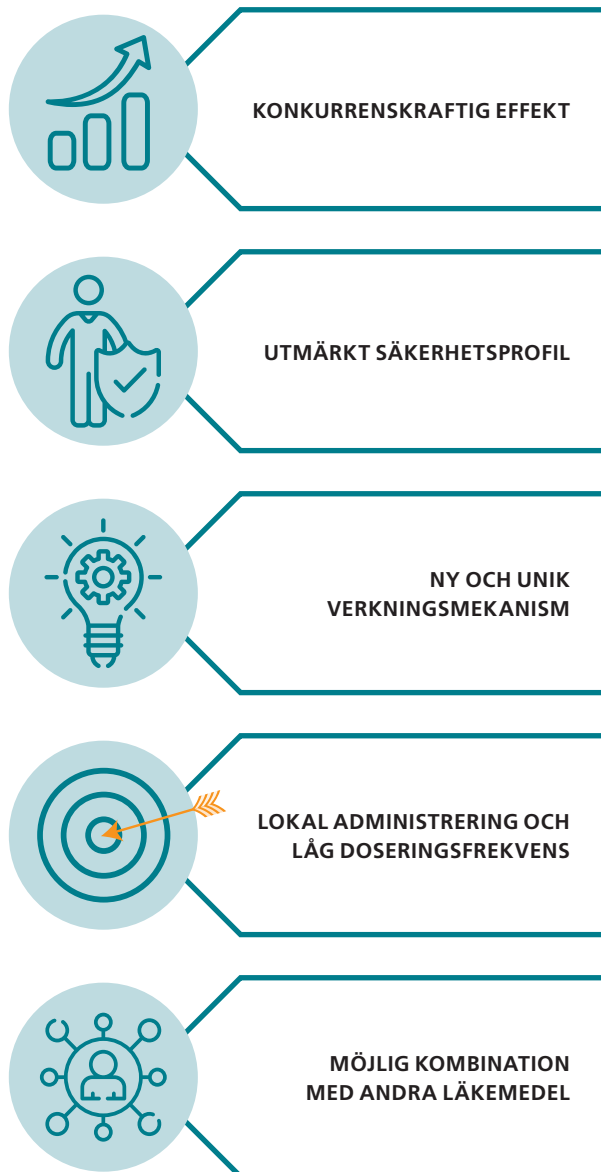 KONKURRENSKRAFTIG EFFEKT
UTMÄRKT SÄKERHETSPROFIL
NY OCH UNIK
VERKNINGSMEKANISM
LOKAL ADMINISTRERING OCH
LÅG DOSERINGSFREKVENS
MÖJLIG KOMBINATION
MED ANDRA LÄKEMEDEL